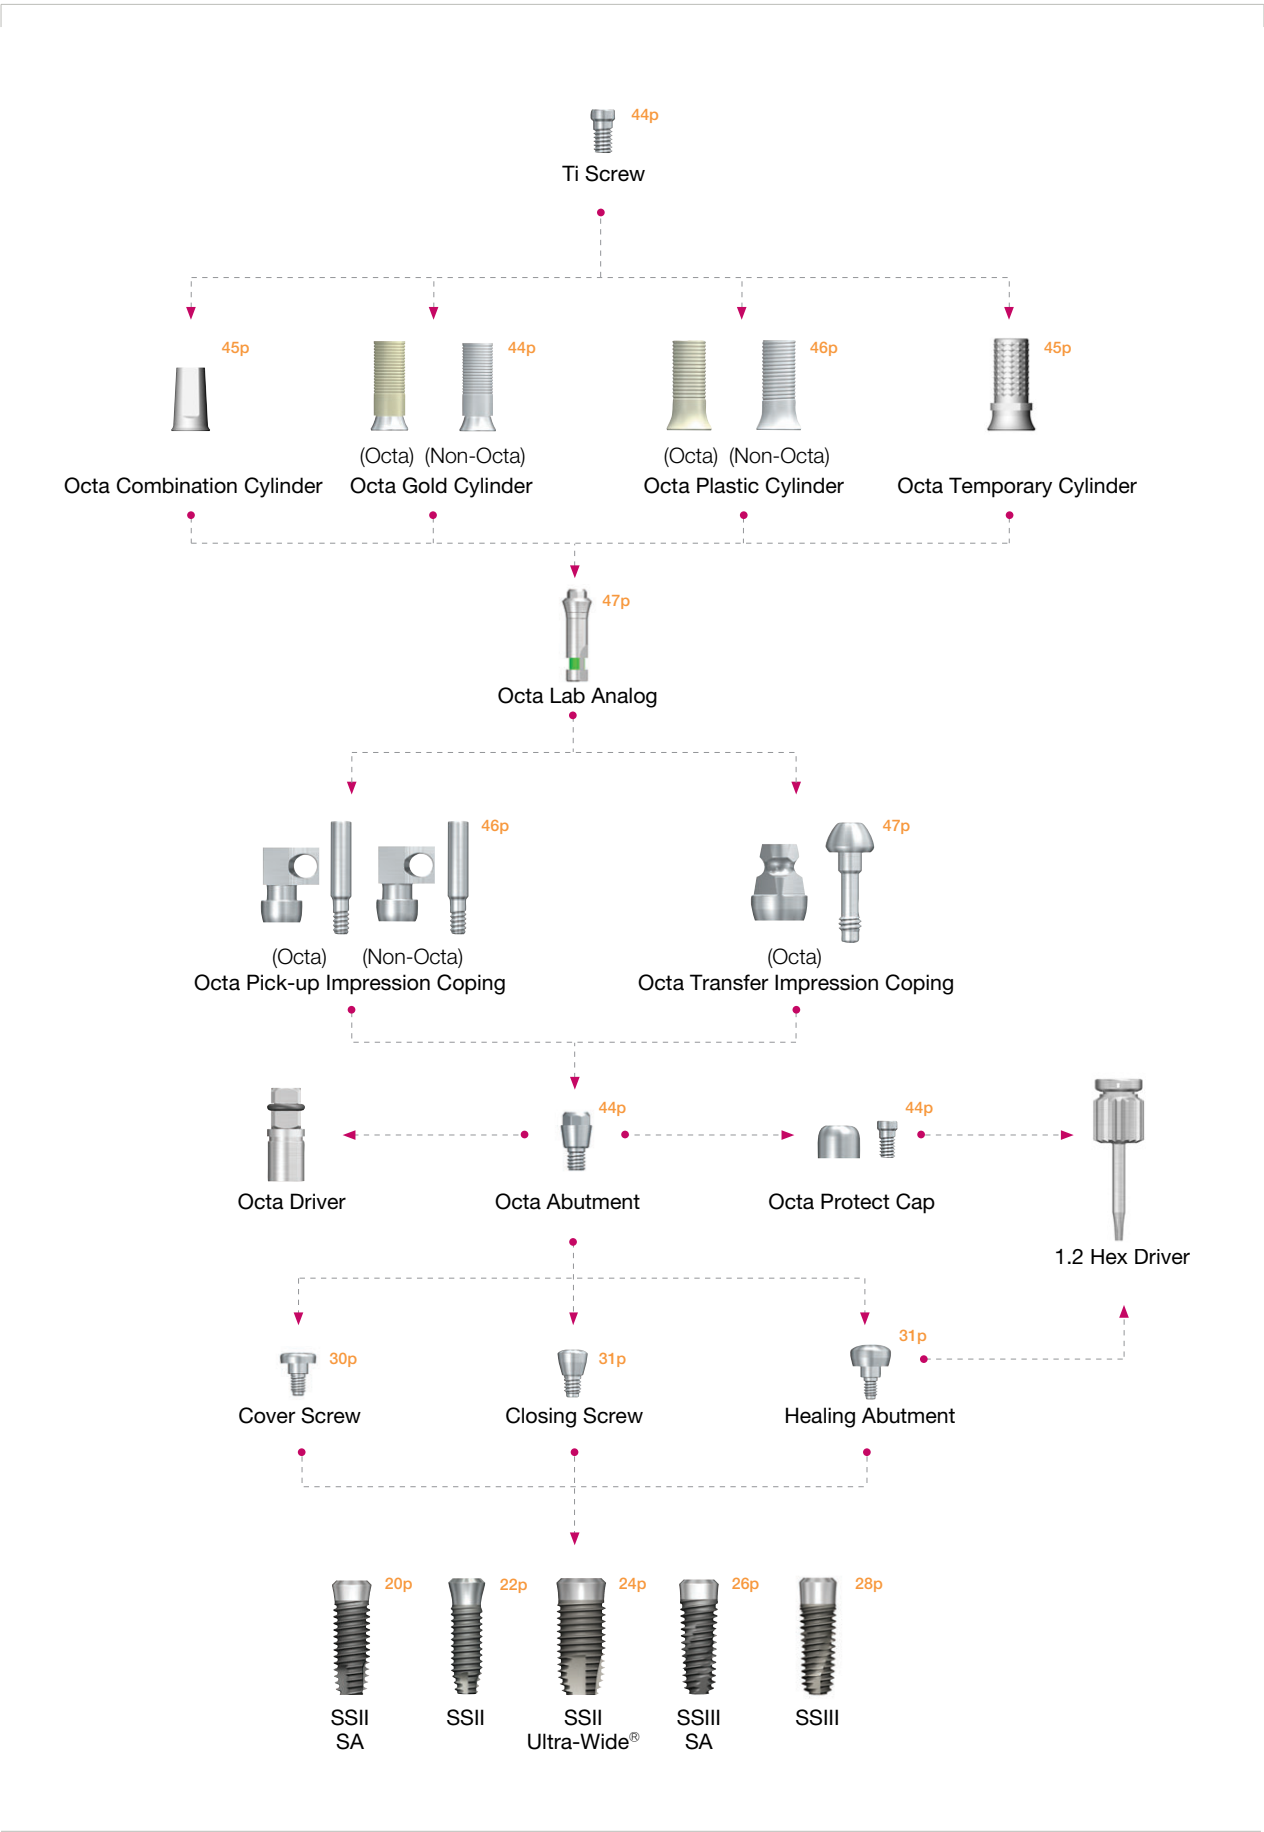 44p
Ti Screw
45p
44p
46p
45p
(Octa) (Non-Octa)
(Octa) (Non-Octa)
Octa Combination Cylinder
Octa Gold Cylinder
Octa Plastic Cylinder
Octa Temporary Cylinder
47p
Octa Lab Analog
46p
47p
(Octa)
(Non-Octa)
(Octa)
Octa Pick-up Impression Coping
Octa Transfer Impression Coping
44p
44p
Octa Driver
Octa Abutment
Octa Protect Cap
1.2 Hex Driver
30p
31p
31p
Cover Screw
Closing Screw
Healing Abutment
20p
22p
24p
26p
28p
SSII
SA
SSII
SSII
Ultra-Wide®
SSIII
SA
SSIII